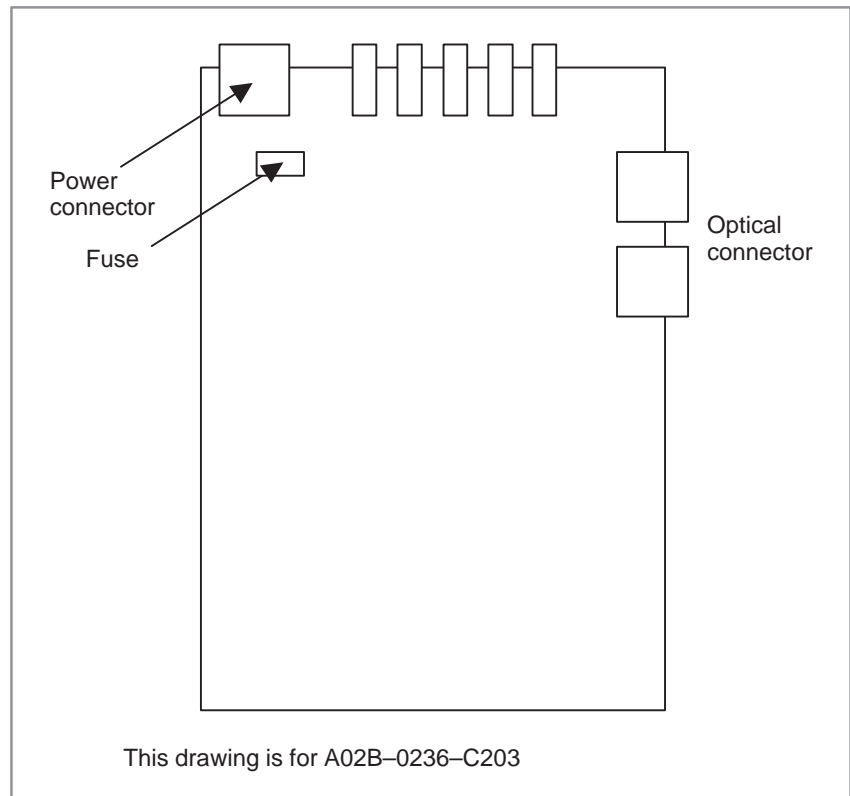 Power
connector
Fuse
Optical
connector
This drawing is for A02B–0236–C203